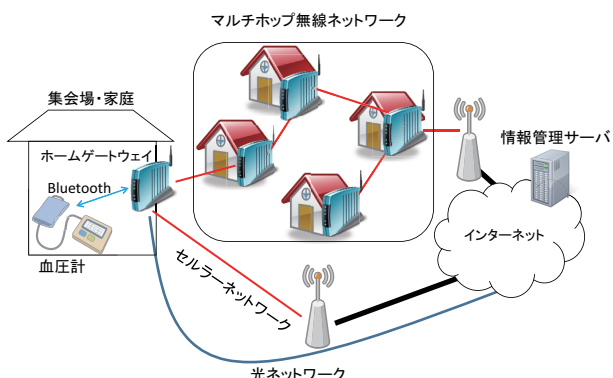 マルチホップ無線ネットワーク
集会場・家庭
情報管理サーバ
ホームゲートウェイ
Bluetooth
インターネット
血圧計
セルラーネットワーク
光ネットワーク